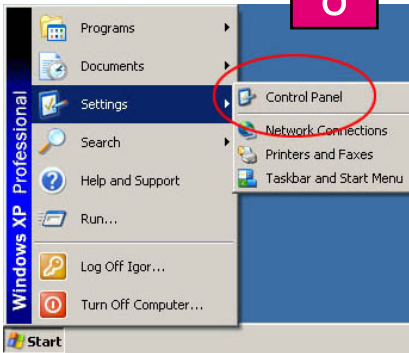 O
Programs
Documents
Settings
Search
Help and Support
Run...
Log Off Igor...
Turn Off Computer...
Control Panel
Network Connections
Printers and Faxes
Taskbar and Start Menu
Windows XP Professional
Start